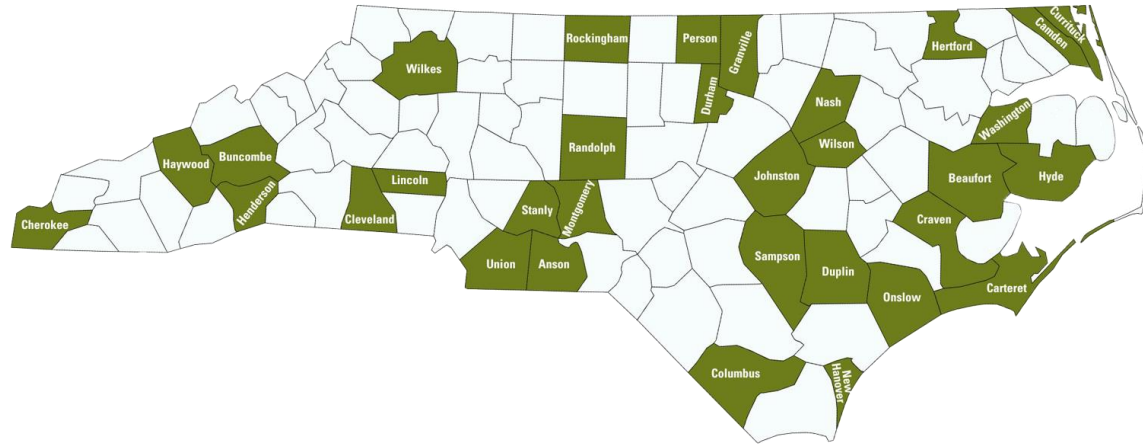 Currituck
Camden
Rockingham
Person
Granville
Hertford
Wilkes
Durham
Nash
Washington
Wilson
Randolph
Buncombe
Haywood
Johnston
Beaufort
Hyde
Lincoln
Henderson
Montgomery
Stanly
Cleveland
Craven
Cherokee
Sampson
Union
Anson
Duplin
Carteret
Onslow
Columbus
New
Hanover